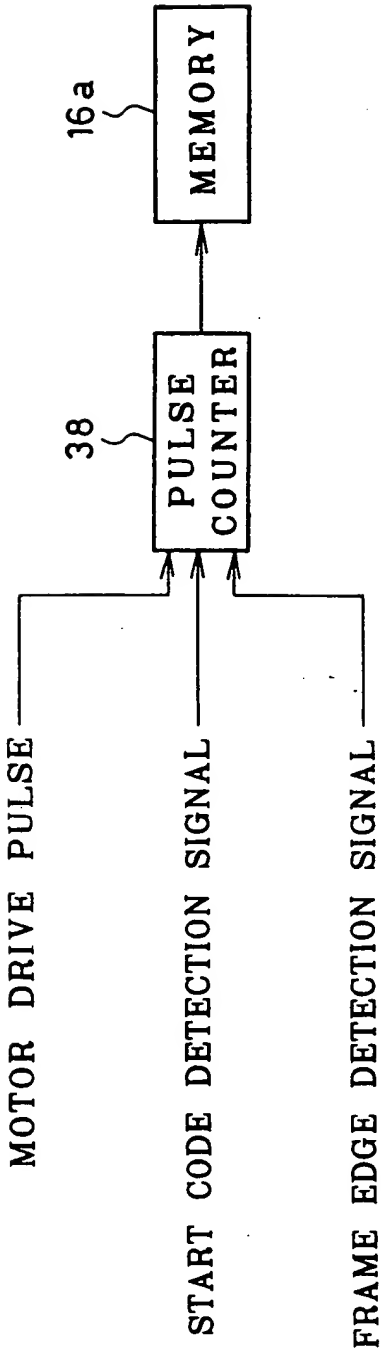 MOTOR DRIVE PULSE
START CODE DETECTION SIGNAL
FRAME EDGE DETECTION SIGNAL
38
PULSE
COUNTER
16a
MEMORY